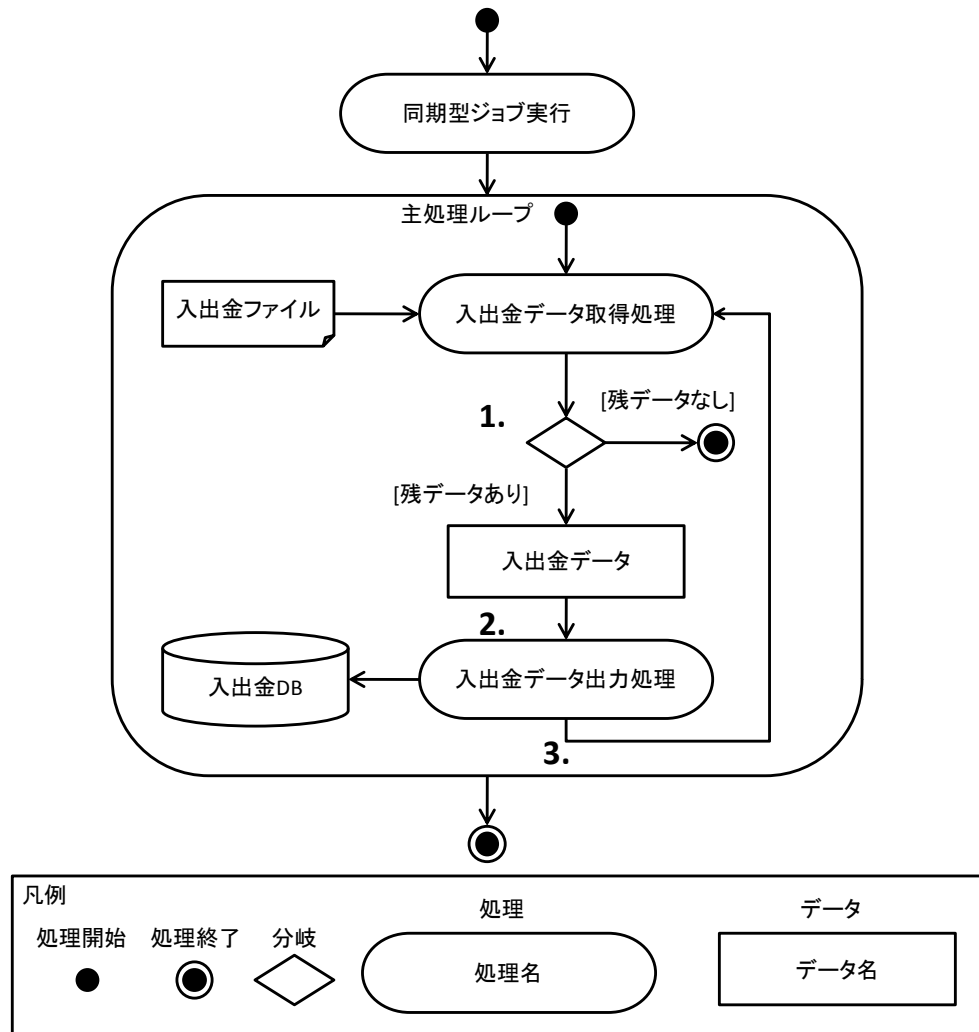 同期型ジョブ実行
主処理ループ
入出金ファイル
入出金データ取得処理
[残データなし]
1.
[残データあり]
入出金データ
2.
入出金DB
入出金データ出力処理
3.
凡例
処理開始
処理終了
分岐
処理
処理名
データ
データ名